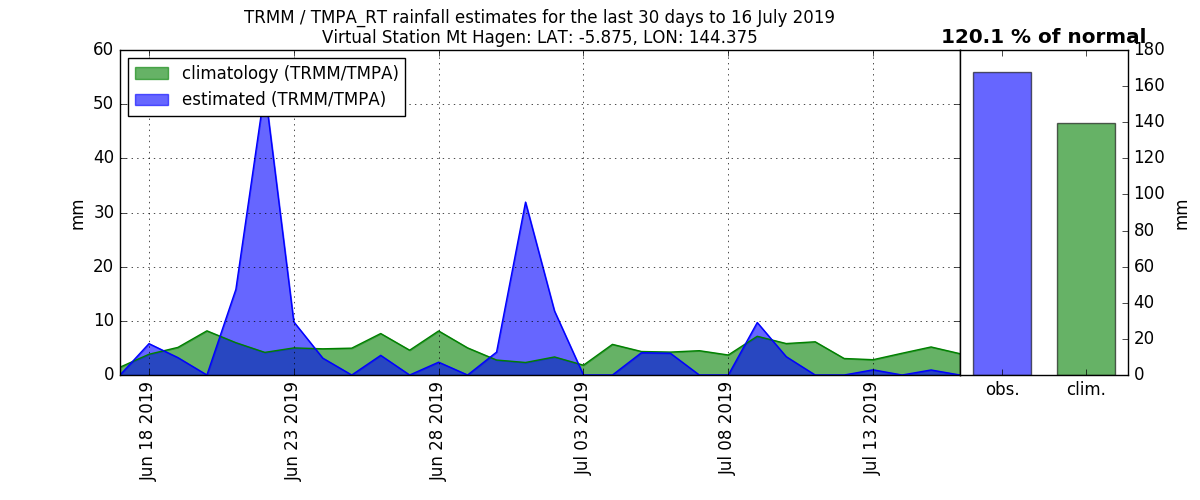 TRMM / TMPA_RT rainfall estimates for the last 30 days to 16 July 2019
Virtual Station Mt Hagen: LAT: -5.875, LON: 144.375
120.1 % of normal
climatology (TRMM/TMPA)
estimated (TRMM/TMPA)
60
50
40
30
20
10
0
mm
Jun 18 2019
Jun 23 2019
Jun 28 2019
Jul 03 2019
Jul 08 2019
Jul 13 2019
obs.
clim.
180
160
140
120
100
80
60
40
20
0
mm